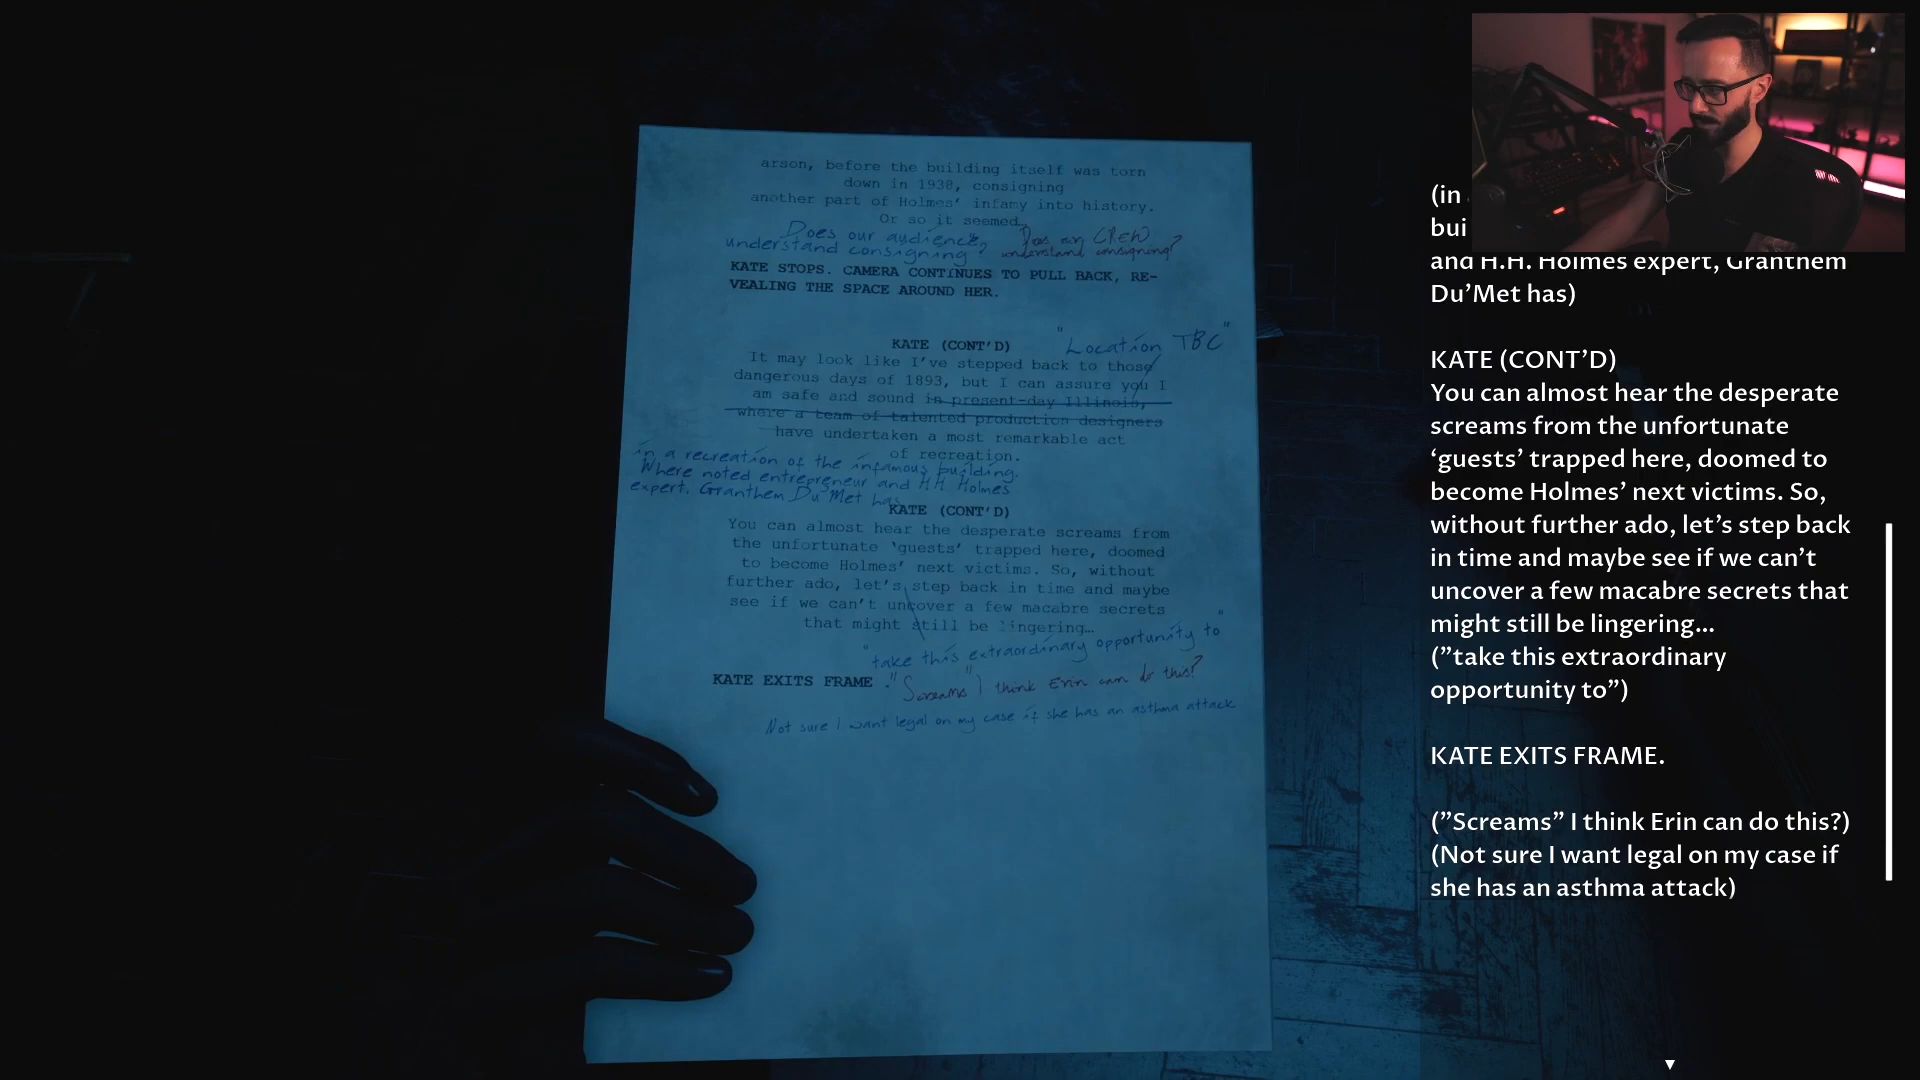 arson, before the building itself was torn
down in 1938, consigning
another part of Holmes' infamy into history.
Or so it seemed…
Does our audience
understand consigning?
Does our CREW
understand consigning?
KATE STOPS. CAMERA CONTINUES TO PULL BACK, RE-
VEALING THE SPACE AROUND HER.
KATE (CONT'D)
"Location TBC"
It may look like I've stepped back to those
dangerous days of 1893, but I can assure you I
am safe and sound in present-day Illinois,
where a team of talented production designers
have undertaken a most remarkable act
of recreation.
in a recreation of the infamous building.
Where noted entrepreneur and HH Holmes
expert. Granthem Du'Met has
KATE (CONT'D)
You can almost hear the desperate screams from
the unfortunate 'guests' trapped here, doomed
to become Holmes' next victims. So, without
further ado, let's step back in time and maybe
see if we can't uncover a few macabre secrets
that might still be lingering…
"take this extraordinary opportunity to"
KATE EXITS FRAME.
"Screams" I think Erin can do this?
Not sure I want legal on my case if she has an asthma attack
(in
bui
and H.H. Holmes expert, Granthem
Du'Met has)
KATE (CONT'D)
You can almost hear the desperate
screams from the unfortunate
'guests' trapped here, doomed to
become Holmes' next victims. So,
without further ado, let's step back
in time and maybe see if we can't
uncover a few macabre secrets that
might still be lingering…
("take this extraordinary
opportunity to")
KATE EXITS FRAME.
("Screams" I think Erin can do this?)
(Not sure I want legal on my case if
she has an asthma attack)